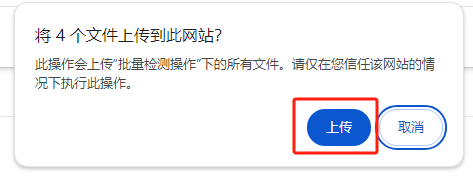 将 4 个文件上传到此网站？
此操作会上传“批量检测操作”下的所有文件。请仅在您信任该网站的情
况下执行此操作。
上传
取消